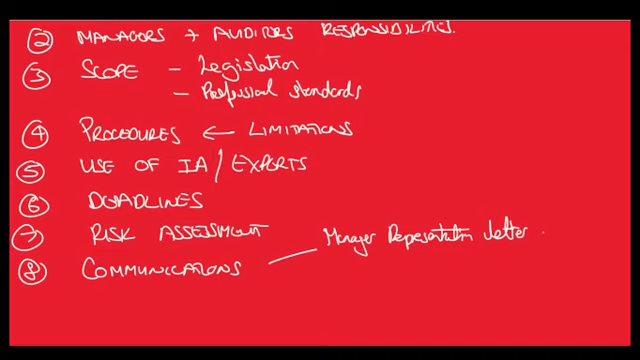 ② MANAGERS + AUDITORS RESPONSIBILITIES.
③ SCOPE – Legislation
– Professional standards
④ PROCEDURES ← LIMITATIONS
⑤ USE OF IA / EXPERTS
⑥ DEADLINES
⑦ RISK ASSESSMENT
Manager Representation letter
⑧ COMMUNICATIONS